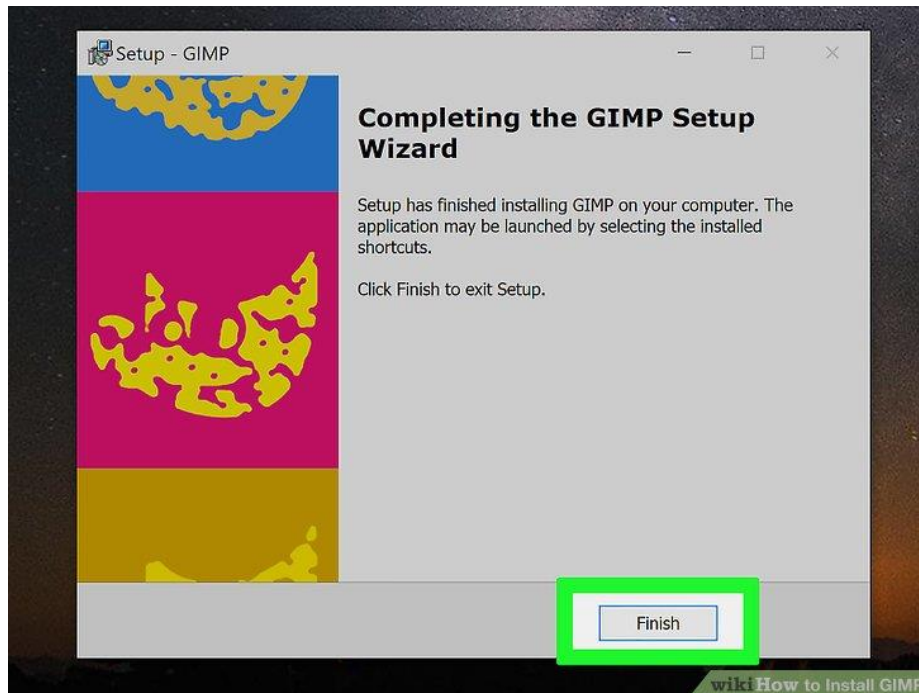 Setup - GIMP
Completing the GIMP Setup
Wizard
Setup has finished installing GIMP on your computer. The
application may be launched by selecting the installed
shortcuts.
Click Finish to exit Setup.
Finish
wikiHow to Install GIMP